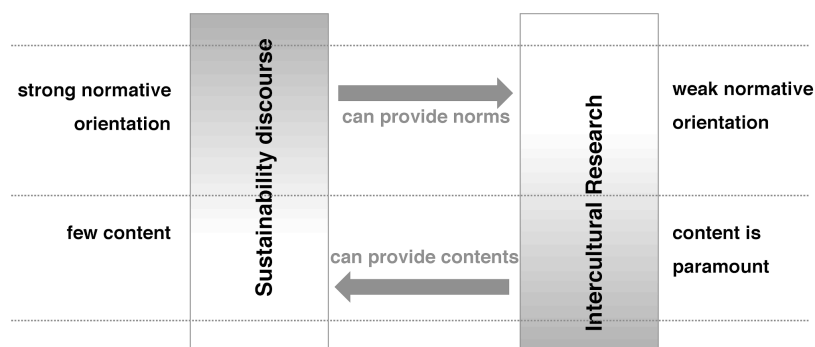 strong normative
orientation
Sustainability discourse
can provide norms
Intercultural Research
weak normative
orientation
few content
can provide contents
content is
paramount